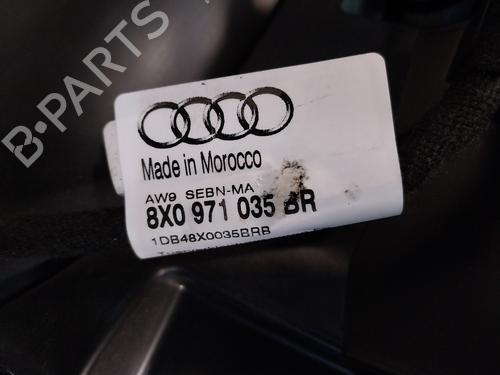 B·PARTS
Made in Morocco
AW9 SEBN-MA
8X0 971 035 BR
1DB48X0035BRB